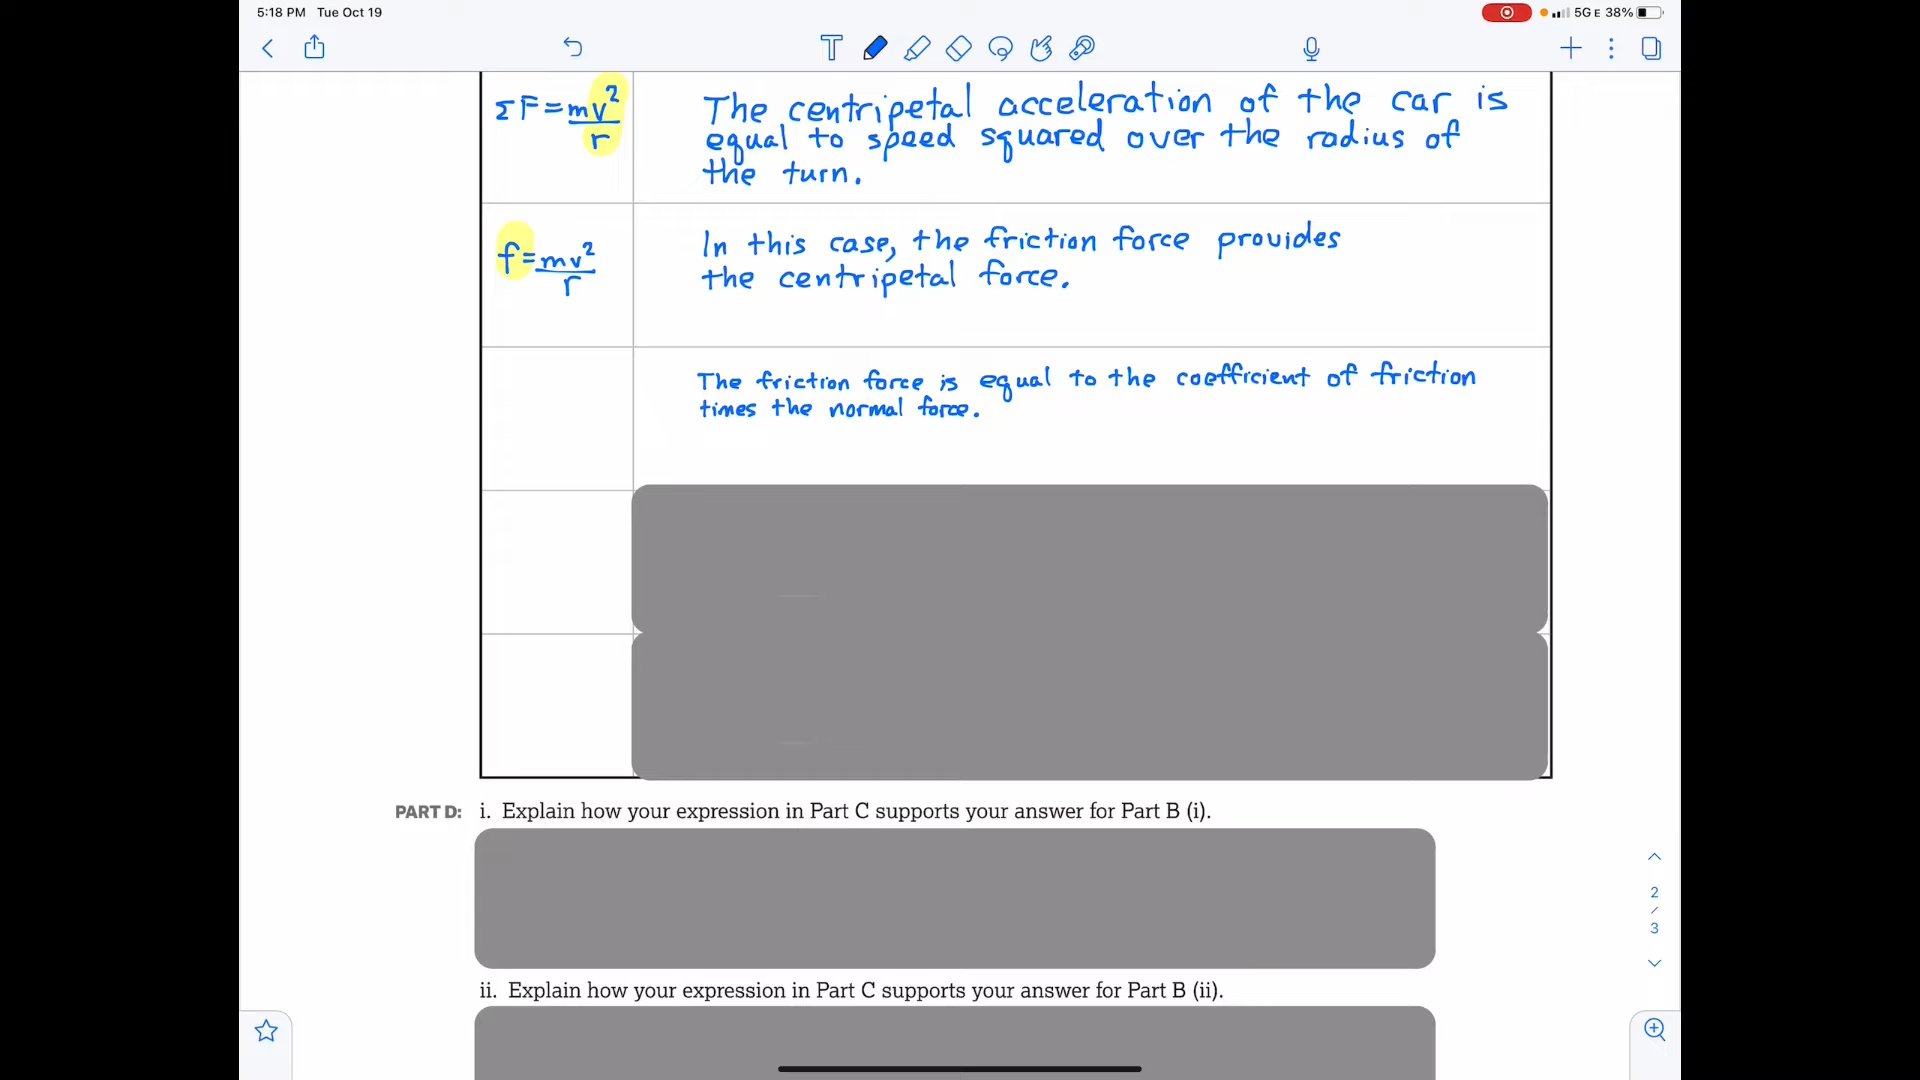 5:18 PM Tue Oct 19
5G E 38%
ΣF = mv²/r
The centripetal acceleration of the car is
equal to speed squared over the radius of
the turn.
f = mv²/r
In this case, the friction force provides
the centripetal force.
The friction force is equal to the coefficient of friction
times the normal force.
PART D: i. Explain how your expression in Part C supports your answer for Part B (i).
2
/
3
ii. Explain how your expression in Part C supports your answer for Part B (ii).